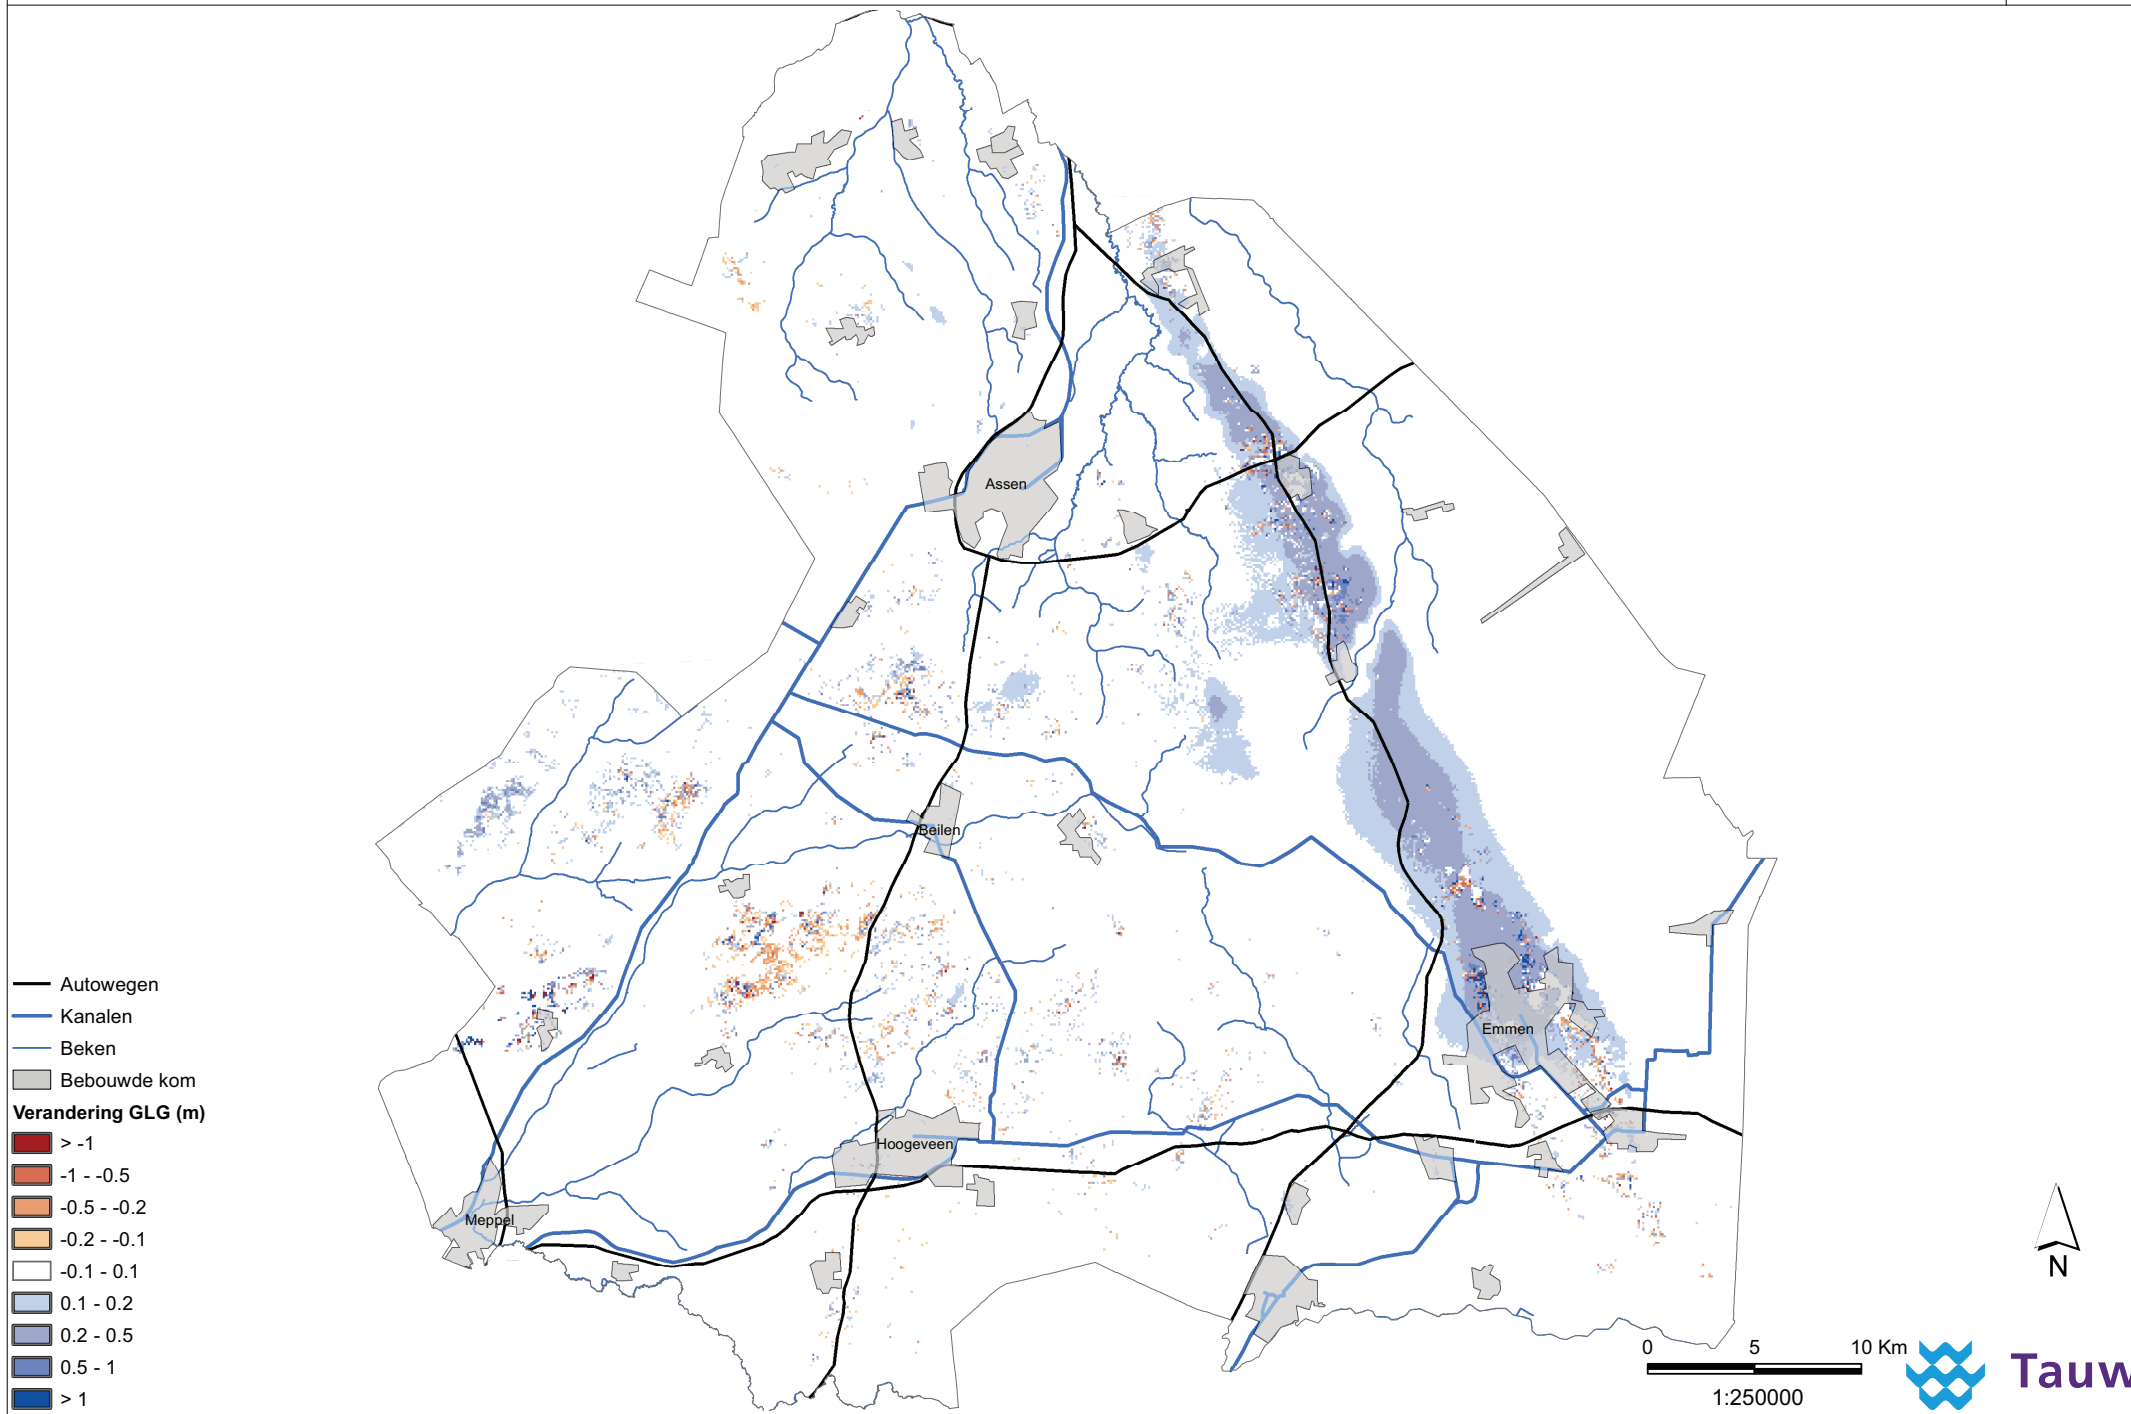 Assen
Beilen
Emmen
Hoogeveen
Meppel
Autowegen
Kanalen
Beken
Bebouwde kom
Verandering GLG (m)
> -1
-1 - -0.5
-0.5 - -0.2
-0.2 - -0.1
-0.1 - 0.1
0.1 - 0.2
0.2 - 0.5
0.5 - 1
> 1
N
0 5 10 Km
1:250000
Tauw